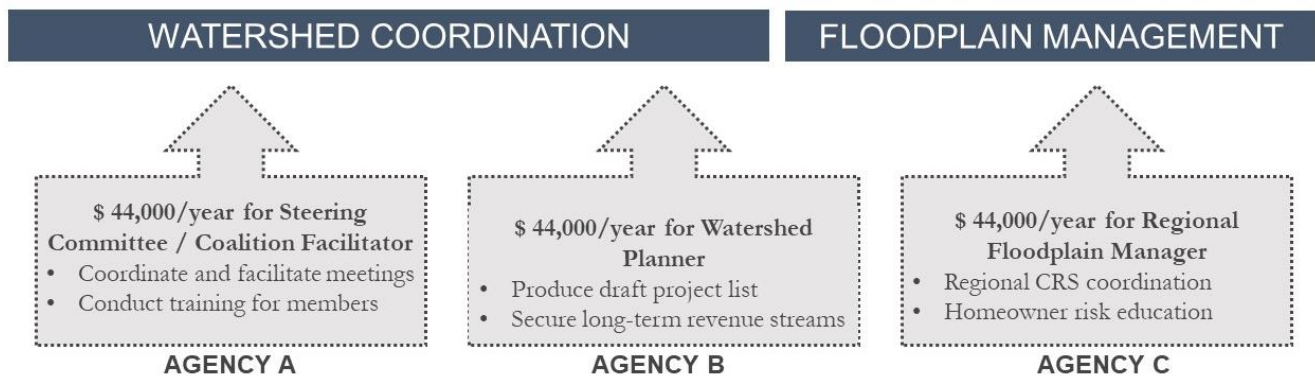 WATERSHED COORDINATION
FLOODPLAIN MANAGEMENT
$ 44,000/year for Steering
Committee / Coalition Facilitator
• Coordinate and facilitate meetings
• Conduct training for members
AGENCY A
$ 44,000/year for Watershed
Planner
• Produce draft project list
• Secure long-term revenue streams
AGENCY B
$ 44,000/year for Regional
Floodplain Manager
• Regional CRS coordination
• Homeowner risk education
AGENCY C